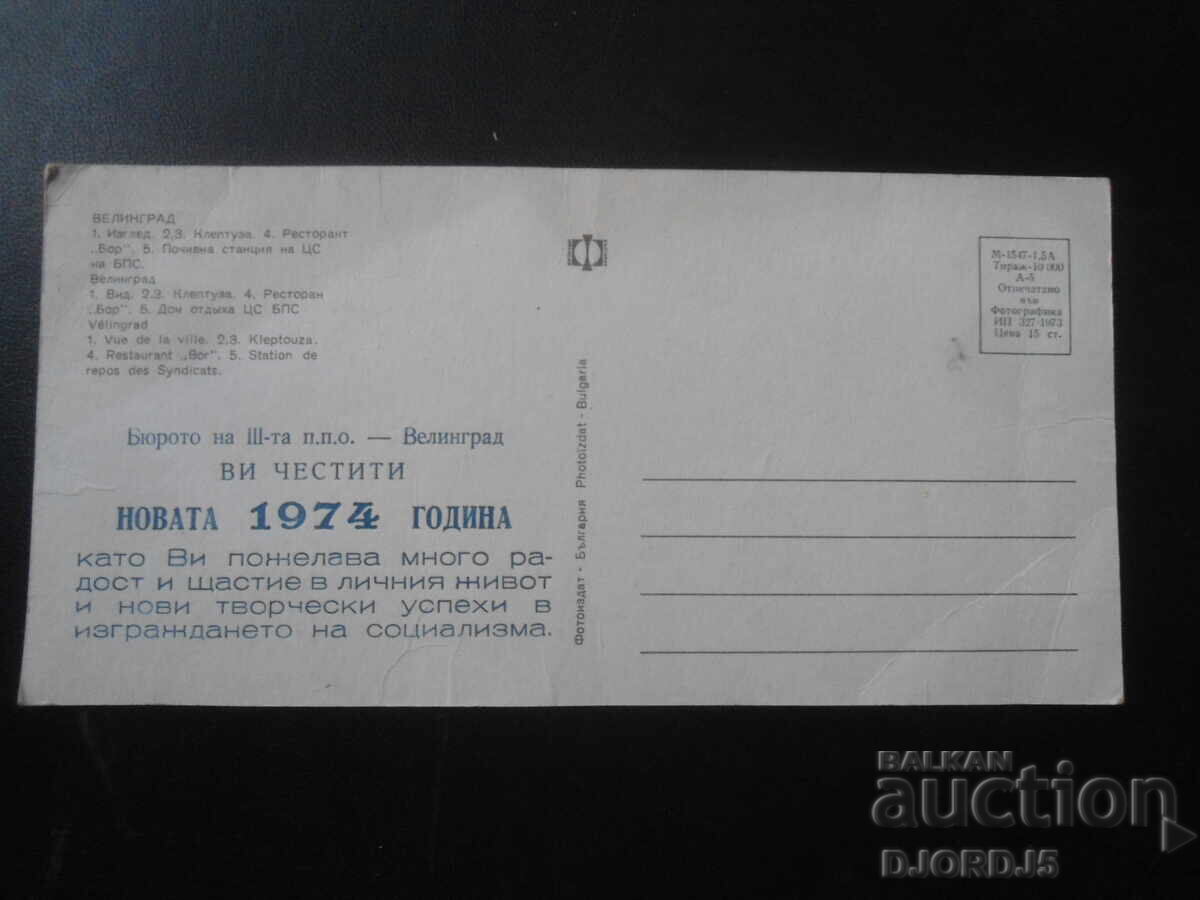 ВЕЛИНГРАД
1. Изглед. 2,3. Клептуза. 4. Ресторант
„Бор". 5. Почивна станция на ЦС
на БПС.
Велинград
1. Вид. 2.3. Клептуза. 4. Ресторан
„Бор". 5. Дом отдыха ЦС БПС
Vélingrad
1. Vue de la ville. 2,3. Kleptouza.
4. Restaurant „Bor". 5. Station de
repos des Syndicats.
Бюрото на III-та п.п.о. — Велинград
ВИ ЧЕСТИТИ
НОВАТА 1974 ГОДИНА
като Ви пожелава много ра-
дост и щастие в личния живот
и нови творчески успехи в
изграждането на социализма.
Фотоиздат - България Photoizdat - Bulgaria
М-1547-1,5А
Тираж-10 000
А-5
Отпечатано
във
Фотографика
ИП 327-1973
Цена 15 ст.
BALKAN
auction
DJORDJ5